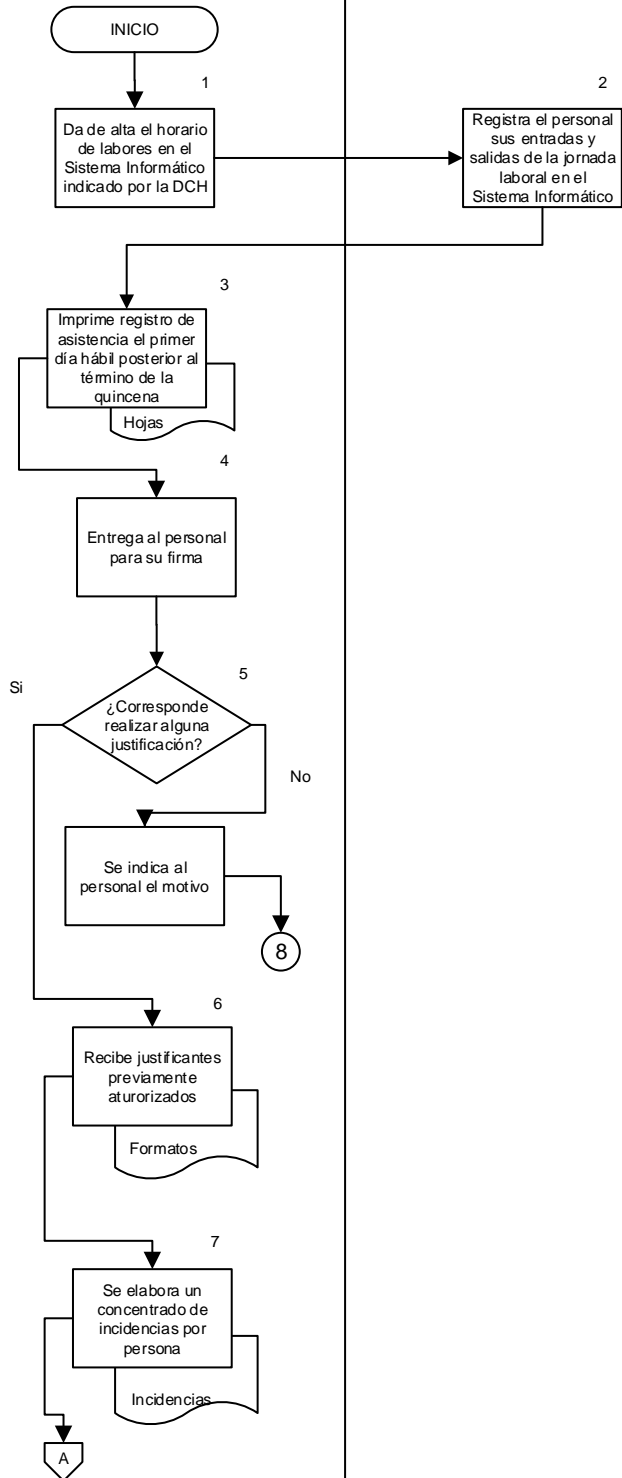 INICIO
1
Da de alta el horario
de labores en el
Sistema Informático
indicado por la DCH
2
Registra el personal
sus entradas y
salidas de la jornada
laboral en el
Sistema Informático
3
Imprime registro de
asistencia el primer
día hábil posterior al
término de la
quincena
Hojas
4
Entrega al personal
para su firma
5
Si
¿Corresponde
realizar alguna
justificación?
No
Se indica al
personal el motivo
8
6
Recibe justificantes
previamente
aturorizados
Formatos
7
Se elabora un
concentrado de
incidencias por
persona
Incidencias
A